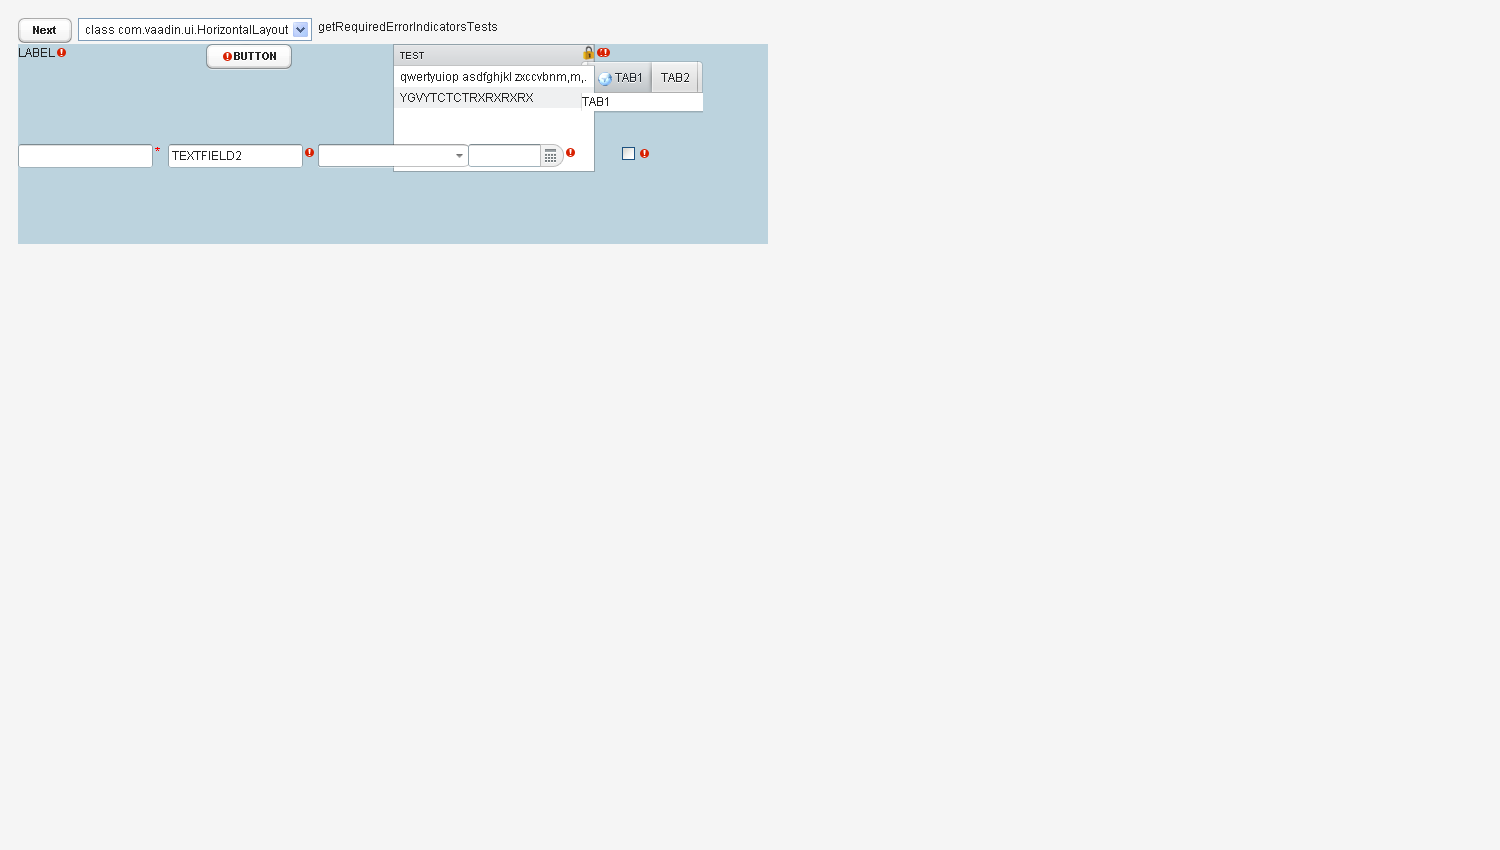 Next class com.vaadin.ui.HorizontalLayout getRequiredErrorIndicatorsTests
LABEL BUTTON TEST
qwertyuiop asdfghjkl zxccvbnm,m,. TAB1 TAB2
YGVYTCTCTRXRXRXRX TAB1
* TEXTFIELD2